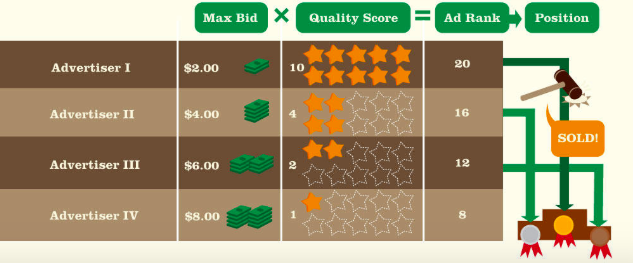 Max Bid × Quality Score = Ad Rank Position
Advertiser I $2.00 10 20
Advertiser II $4.00 4 16
Advertiser III $6.00 2 12
Advertiser IV $8.00 1 8
SOLD!